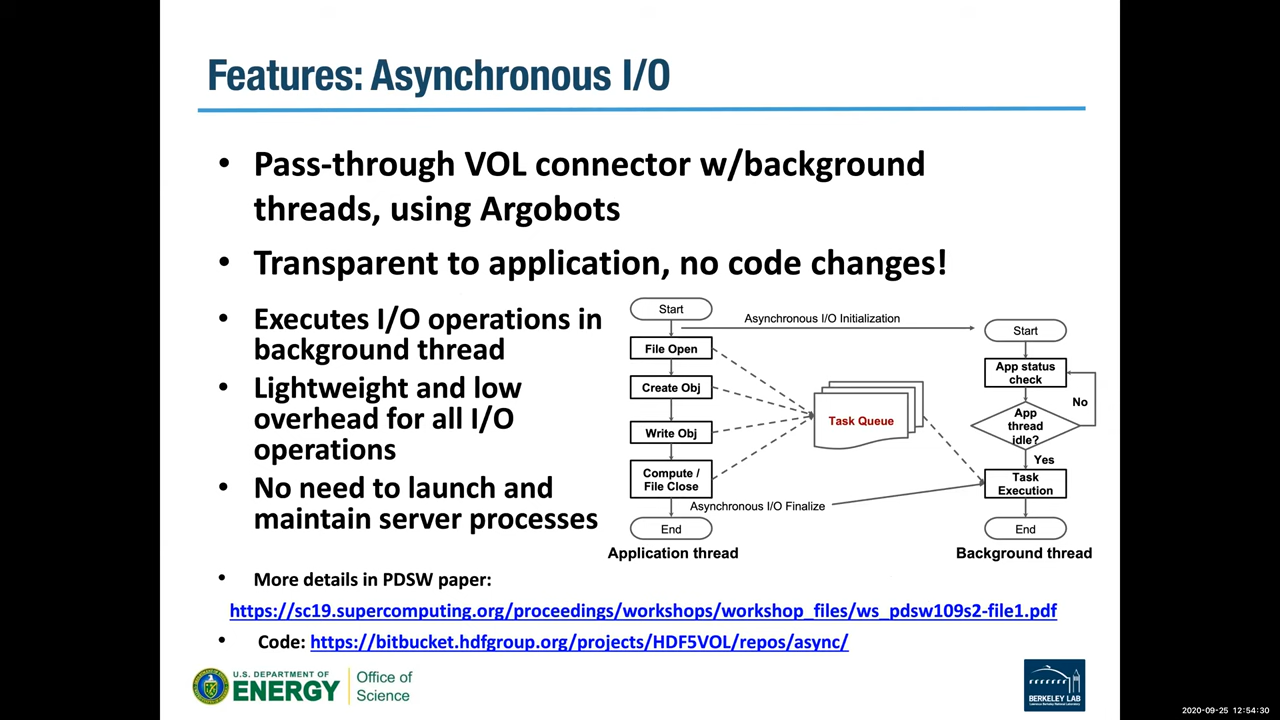 Features: Asynchronous I/O
• Pass-through VOL connector w/background
threads, using Argobots
• Transparent to application, no code changes!
• Executes I/O operations in
background thread
• Lightweight and low
overhead for all I/O
operations
• No need to launch and
maintain server processes
Start
Asynchronous I/O Initialization
File Open
Create Obj
Write Obj
Compute /
File Close
Asynchronous I/O Finalize
End
Application thread
Task Queue
Start
App status
check
No
App
thread
idle?
Yes
Task
Execution
End
Background thread
• More details in PDSW paper:
https://sc19.supercomputing.org/proceedings/workshops/workshop_files/ws_pdsw109s2-file1.pdf
• Code: https://bitbucket.hdfgroup.org/projects/HDF5VOL/repos/async/
U.S. DEPARTMENT OF
ENERGY
Office of
Science
BERKELEY LAB
2020-09-25 12:54:30